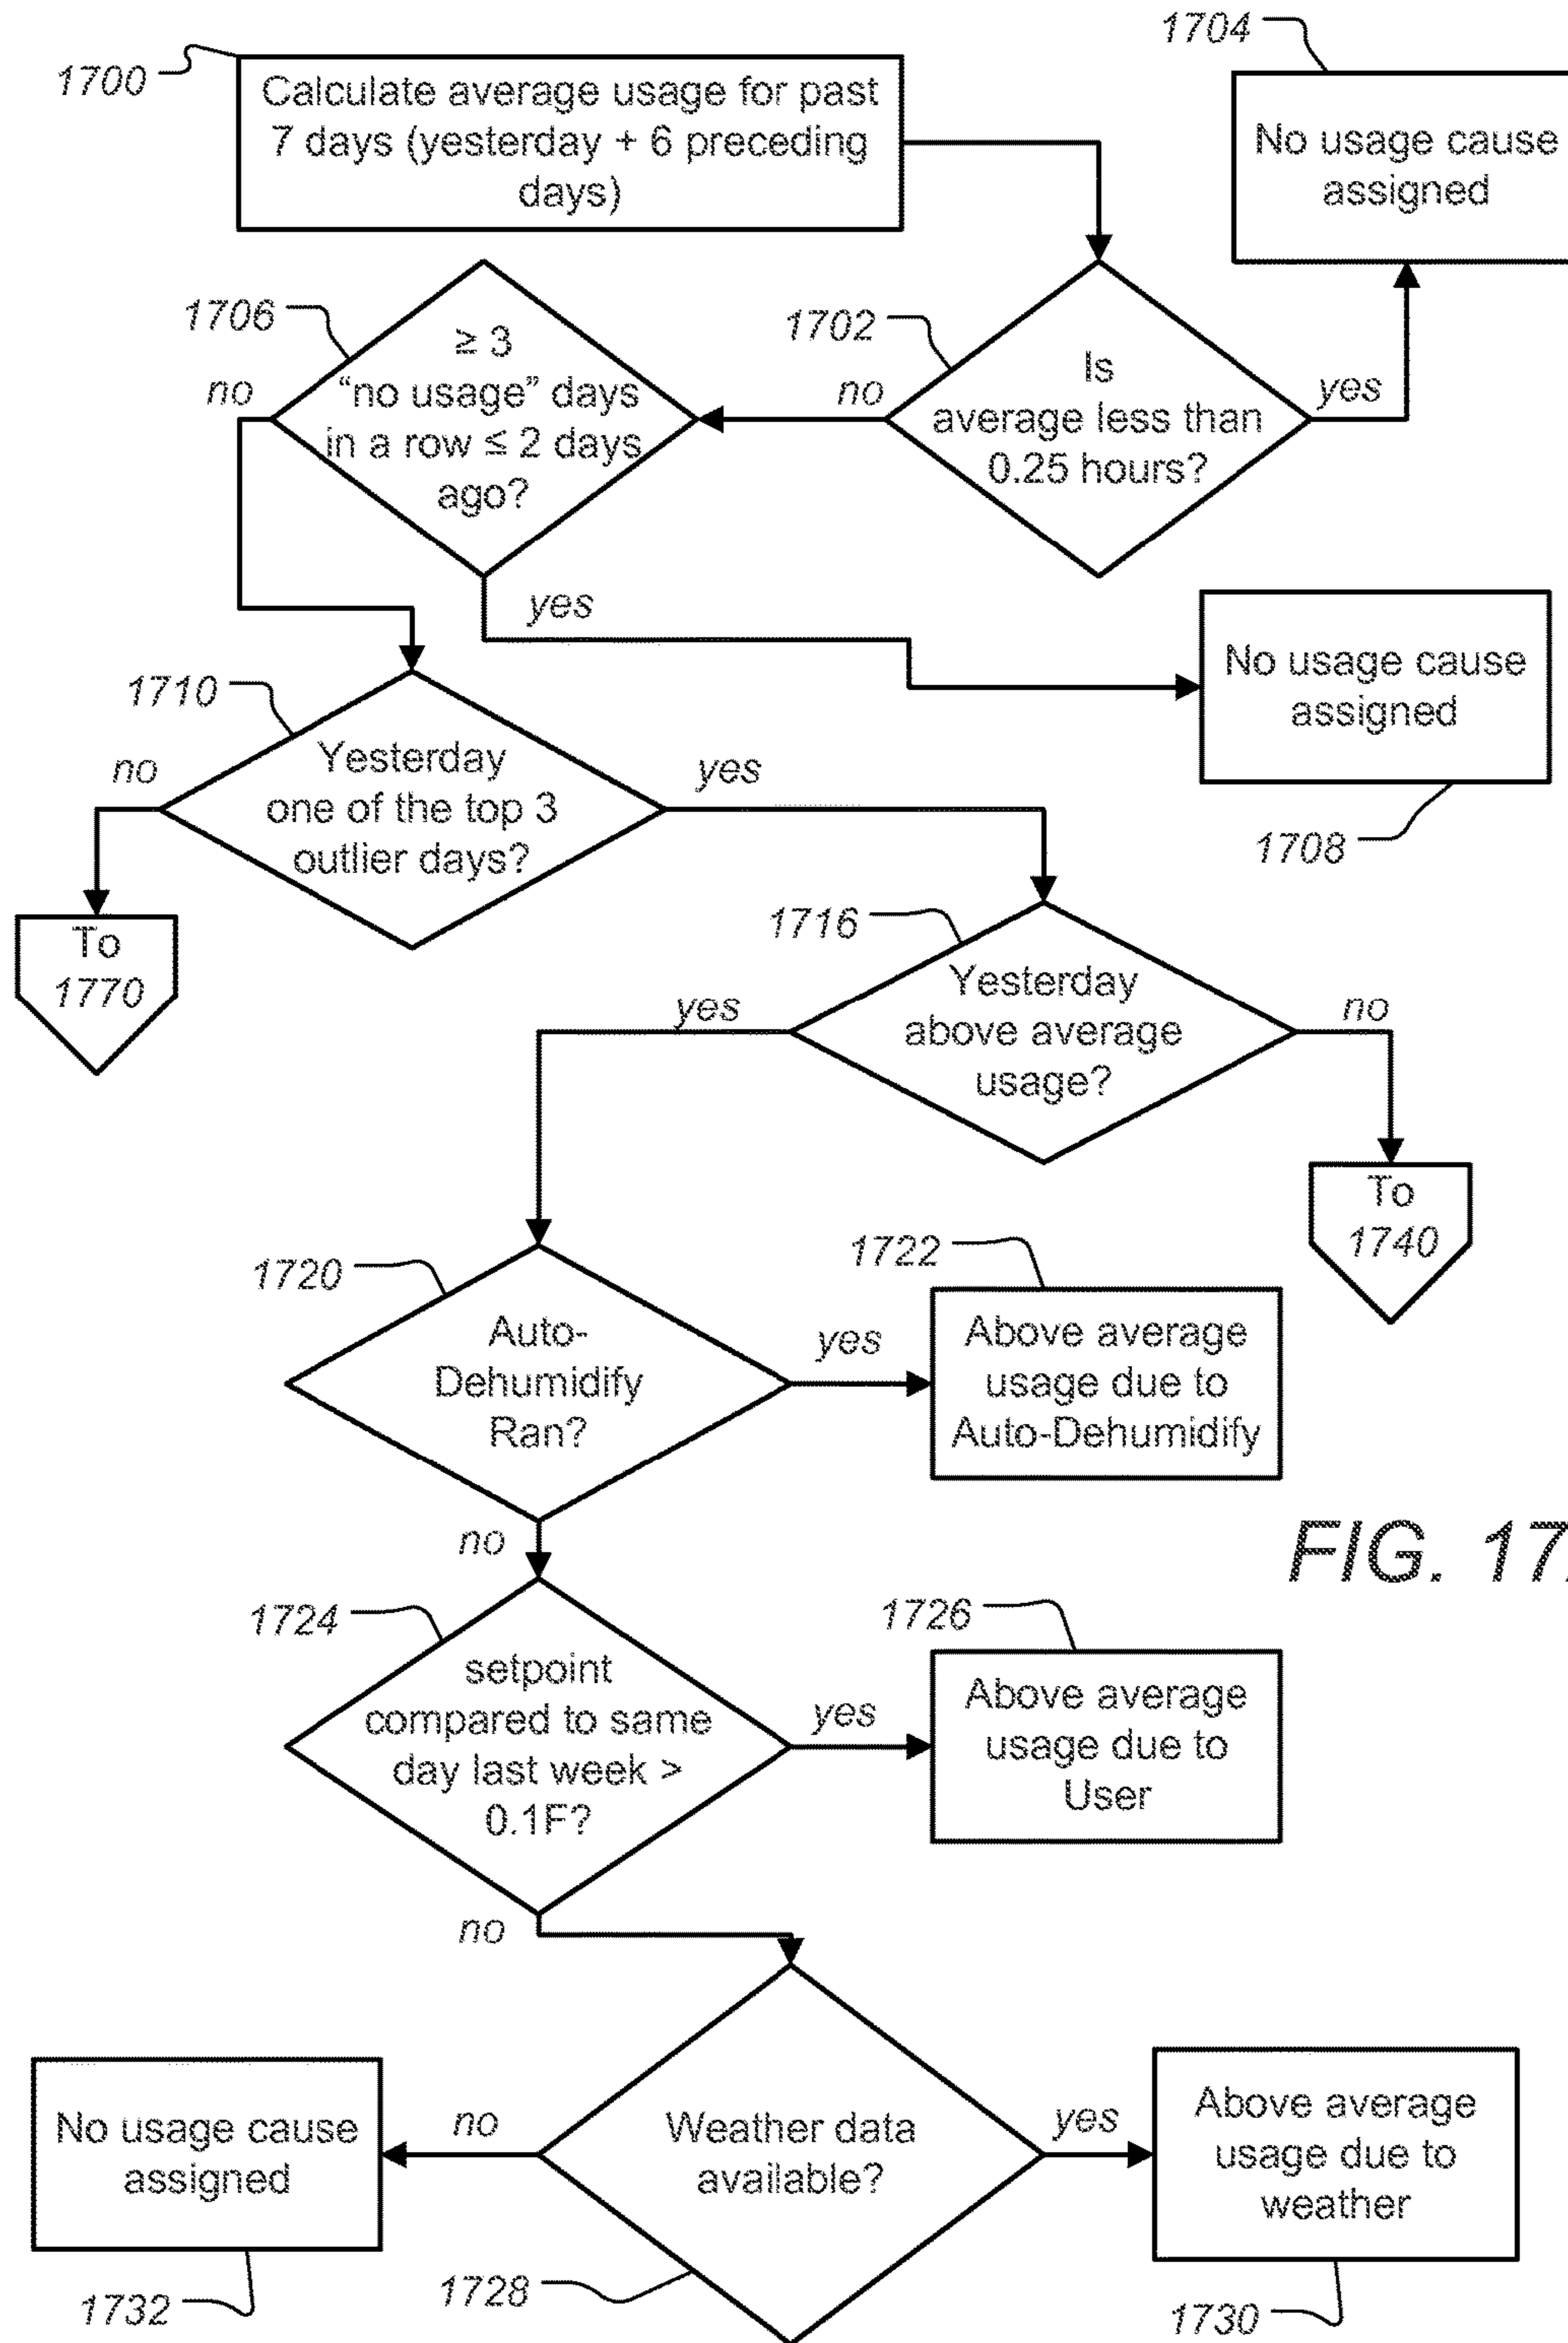 1704
1700
Calculate average usage for past
7 days (yesterday + 6 preceding
days)
No usage cause
assigned
1706
≥ 3
“no usage” days
in a row ≤ 2 days
ago?
no
yes
1702
Is
average less than
0.25 hours?
no
yes
No usage cause
assigned
1708
1710
Yesterday
one of the top 3
outlier days?
no
yes
To
1770
1716
Yesterday
above average
usage?
yes
no
To
1740
1720
Auto-
Dehumidify
Ran?
yes
no
1722
Above average
usage due to
Auto-Dehumidify
FIG. 17
1724
setpoint
compared to same
day last week >
0.1F?
yes
no
1726
Above average
usage due to
User
No usage cause
assigned
1732
no
Weather data
available?
1728
yes
Above average
usage due to
weather
1730